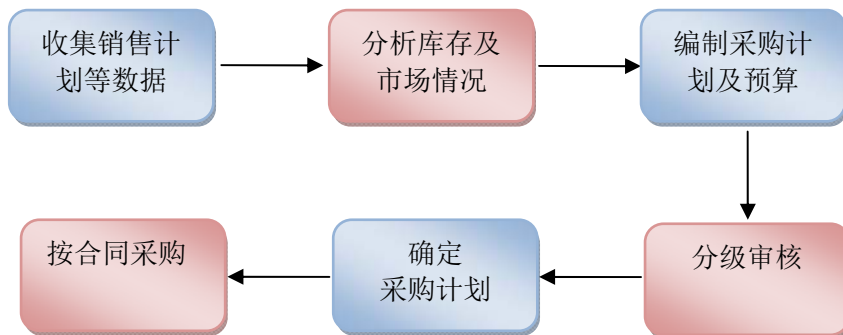 收集销售计
划等数据
分析库存及
市场情况
编制采购计
划及预算
分级审核
确定
采购计划
按合同采购